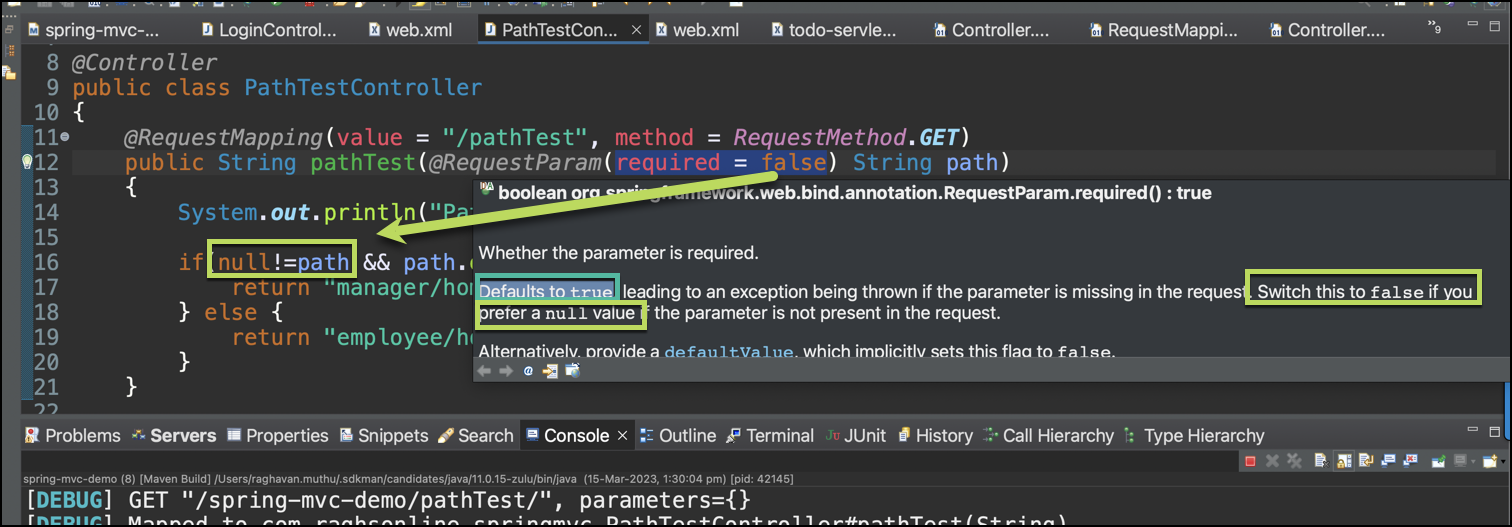 spring-mvc-...
LoginControl...
web.xml
PathTestCon...
web.xml
todo-servle...
Controller....
RequestMappi...
Controller....
»9
8 @Controller
9 public class PathTestController
10 {
11 @RequestMapping(value = "/pathTest", method = RequestMethod.GET)
12 public String pathTest(@RequestParam(required = false) String path)
13 {
14 System.out.println("Pa
15
16 if(null!=path && path.
17 return "manager/hom
18 } else {
19 return "employee/ho
20 }
21 }
22
boolean org.springframework.web.bind.annotation.RequestParam.required() : true
Whether the parameter is required.
Defaults to true, leading to an exception being thrown if the parameter is missing in the request. Switch this to false if you
prefer a null value if the parameter is not present in the request.
Alternatively, provide a defaultValue, which implicitly sets this flag to false.
Problems
Servers
Properties
Snippets
Search
Console
Outline
Terminal
JUnit
History
Call Hierarchy
Type Hierarchy
spring-mvc-demo (8) [Maven Build] /Users/raghavan.muthu/.sdkman/candidates/java/11.0.15-zulu/bin/java (15-Mar-2023, 1:30:04 pm) [pid: 42145]
[DEBUG] GET "/spring-mvc-demo/pathTest/", parameters={}
[DEBUG] Mapped to com.raghsonline.springmvc.PathTestController#pathTest(String)